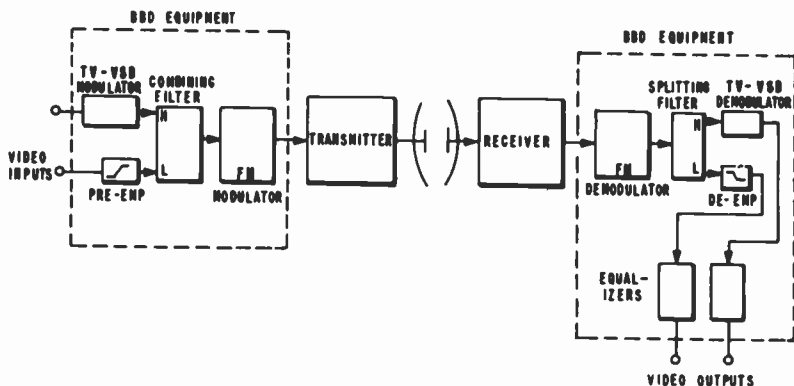 BBD EQUIPMENT
TV-VSB
MODULATOR
COMBINING
FILTER
H
L
VIDEO
INPUTS
PRE-EMP
FM
MODULATOR
TRANSMITTER
RECEIVER
BBD EQUIPMENT
FM
DEMODULATOR
SPLITTING
FILTER
H
L
TV-VSB
DEMODULATOR
DE-EMP
EQUAL-
IZERS
VIDEO OUTPUTS